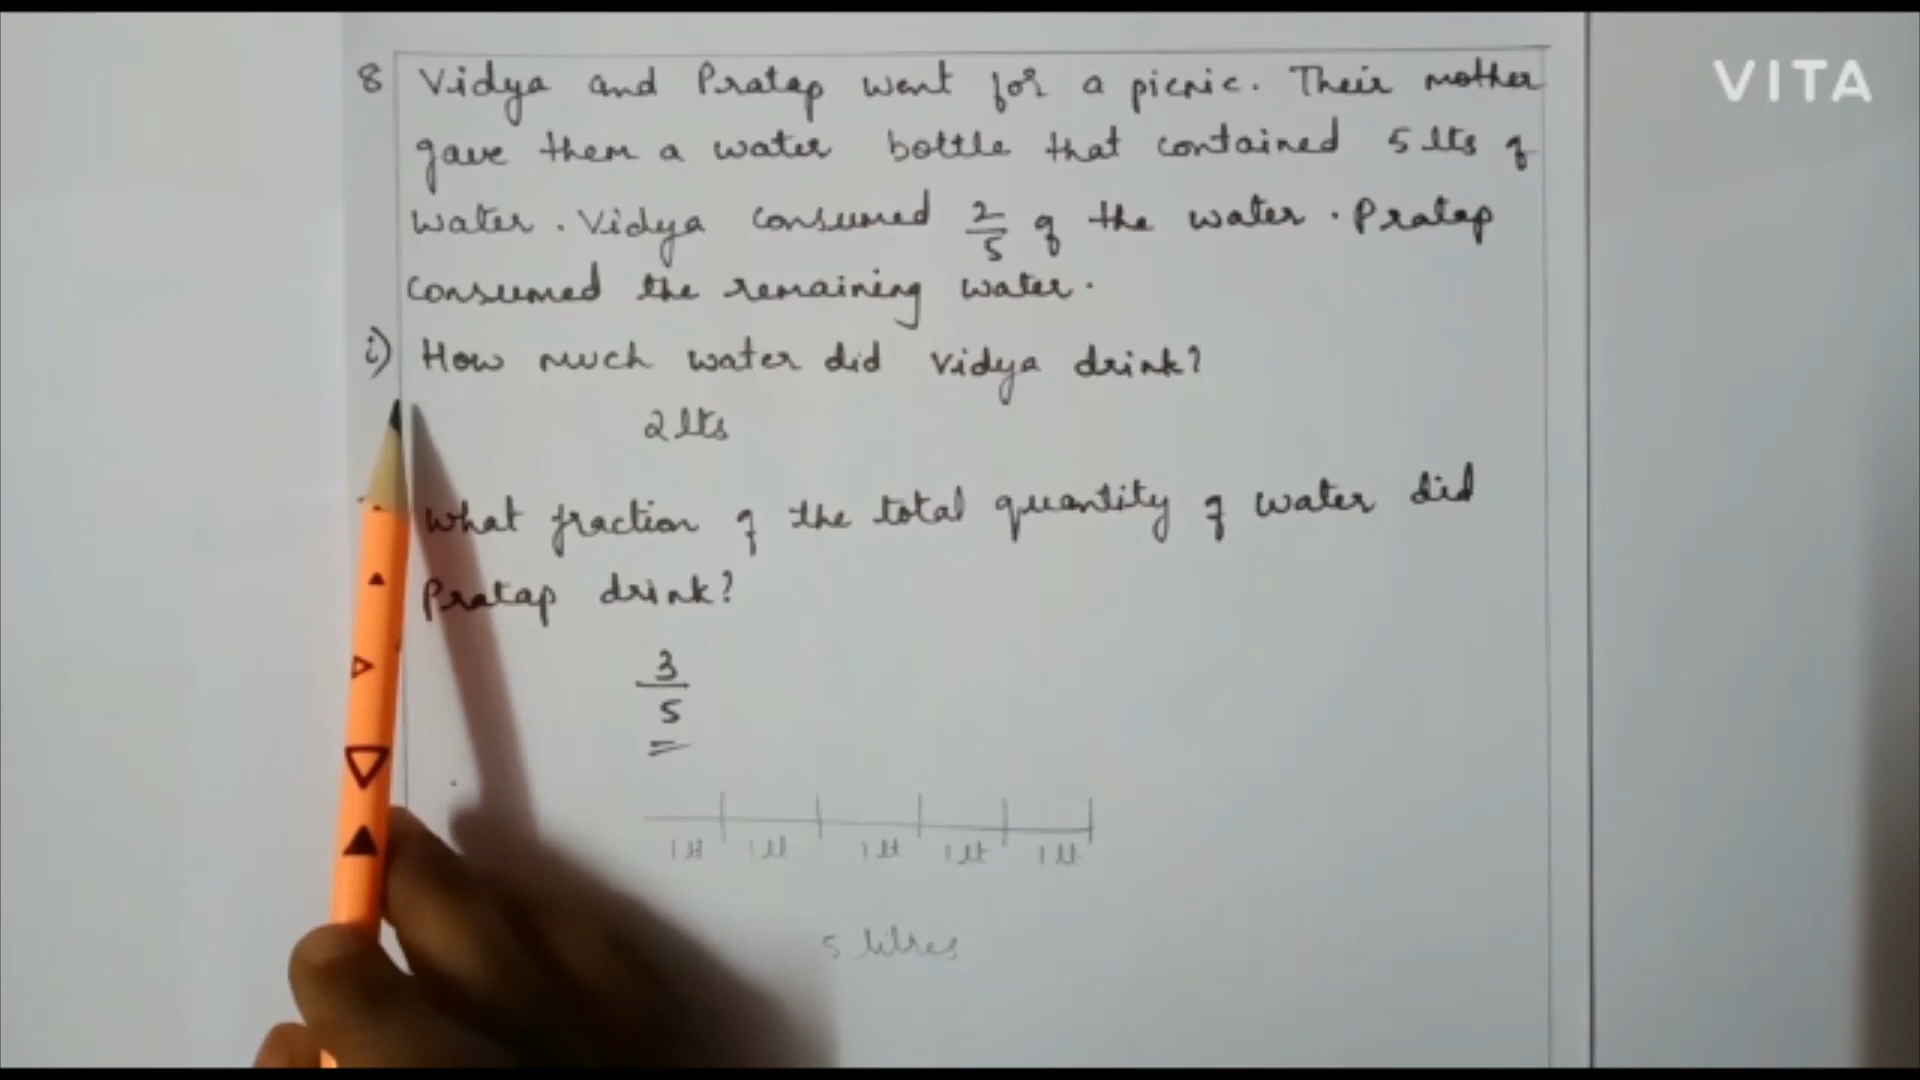 VITA
8 Vidya and Pratap went for a picnic. Their mother
gave them a water bottle that contained 5 lts of
water. Vidya consumed 2/5 of the water. Pratap
consumed the remaining water.
i) How much water did Vidya drink?
2 lts
What fraction of the total quantity of water did
Pratap drink?
3/5
1 lt 1 lt 1 lt 1 lt 1 lt
5 litres